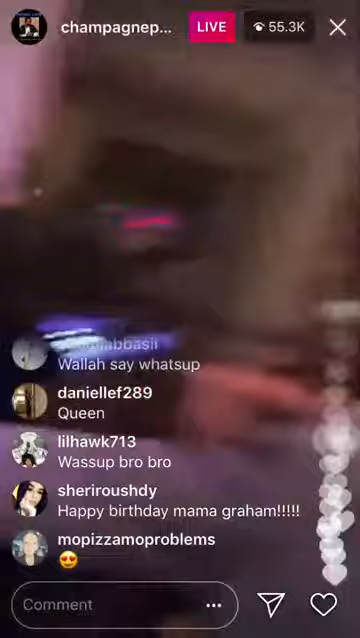 champagnep...
LIVE
55.3K
Wallah say whatsup
daniellef289
Queen
lilhawk713
Wassup bro bro
sheriroushdy
Happy birthday mama graham!!!!!
mopizzamoproblems
😍
Comment